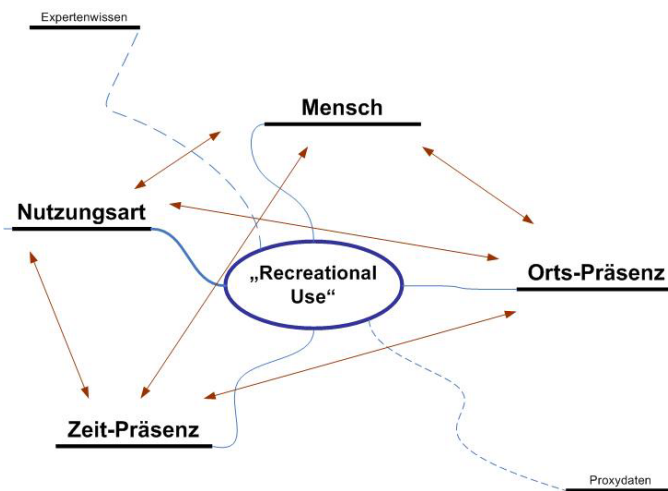 Expertenwissen
Mensch
Nutzungsart
„Recreational
Use“
Orts-Präsenz
Zeit-Präsenz
Proxydaten